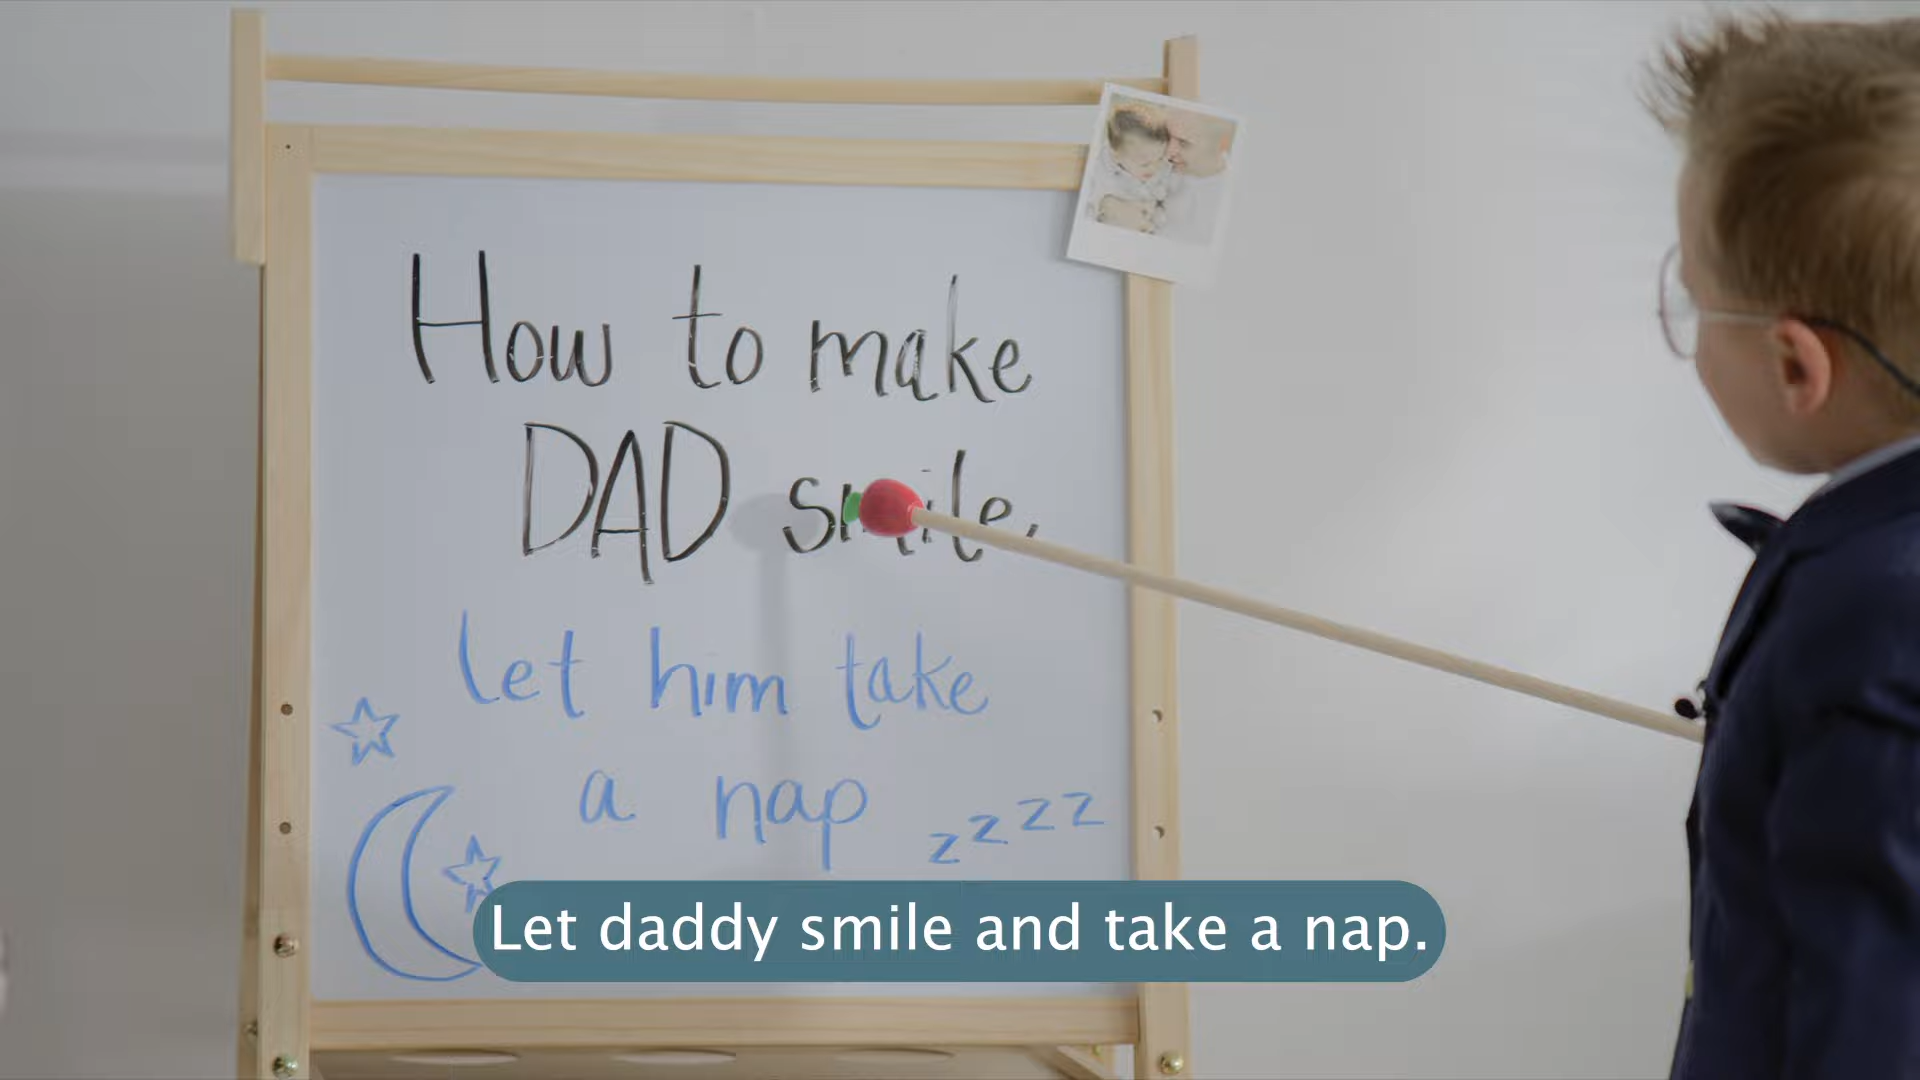 How to make
DAD smile.
Let him take
a nap zzzz
Let daddy smile and take a nap.